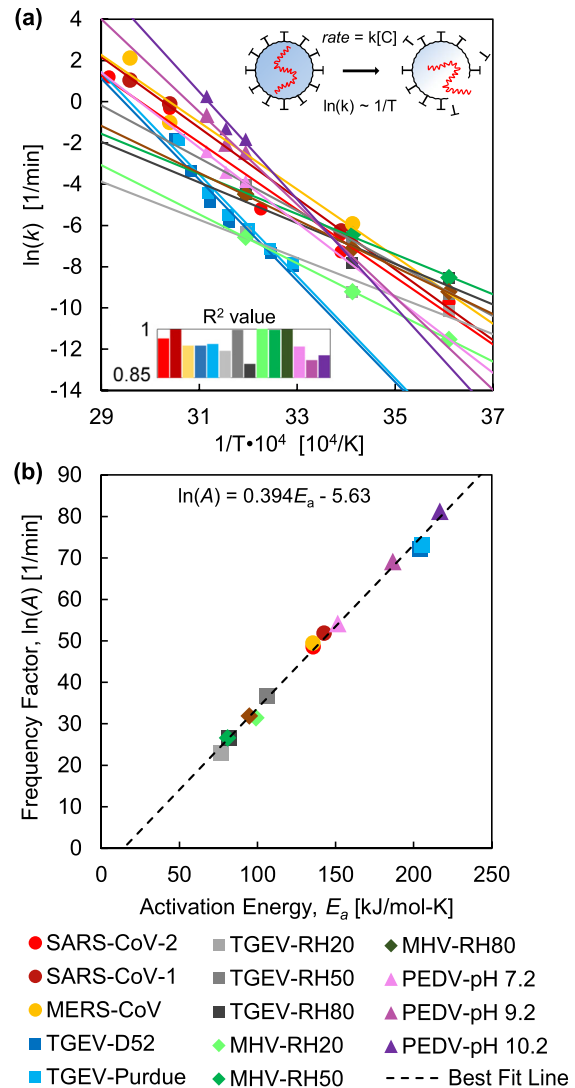 (a)
4
2
0
-2
-4
-6
-8
-10
-12
-14
ln(k) [1/min]
rate = k[C]
ln(k) ~ 1/T
R² value
1
0.85
29
31
33
35
37
1/T•10⁴ [10⁴/K]
(b)
90
80
70
60
50
40
30
20
10
0
Frequency Factor, ln(A) [1/min]
ln(A) = 0.394Eₐ - 5.63
0
50
100
150
200
250
Activation Energy, Eₐ [kJ/mol-K]
SARS-CoV-2
SARS-CoV-1
MERS-CoV
TGEV-D52
TGEV-Purdue
TGEV-RH20
TGEV-RH50
TGEV-RH80
MHV-RH20
MHV-RH50
MHV-RH80
PEDV-pH 7.2
PEDV-pH 9.2
PEDV-pH 10.2
Best Fit Line